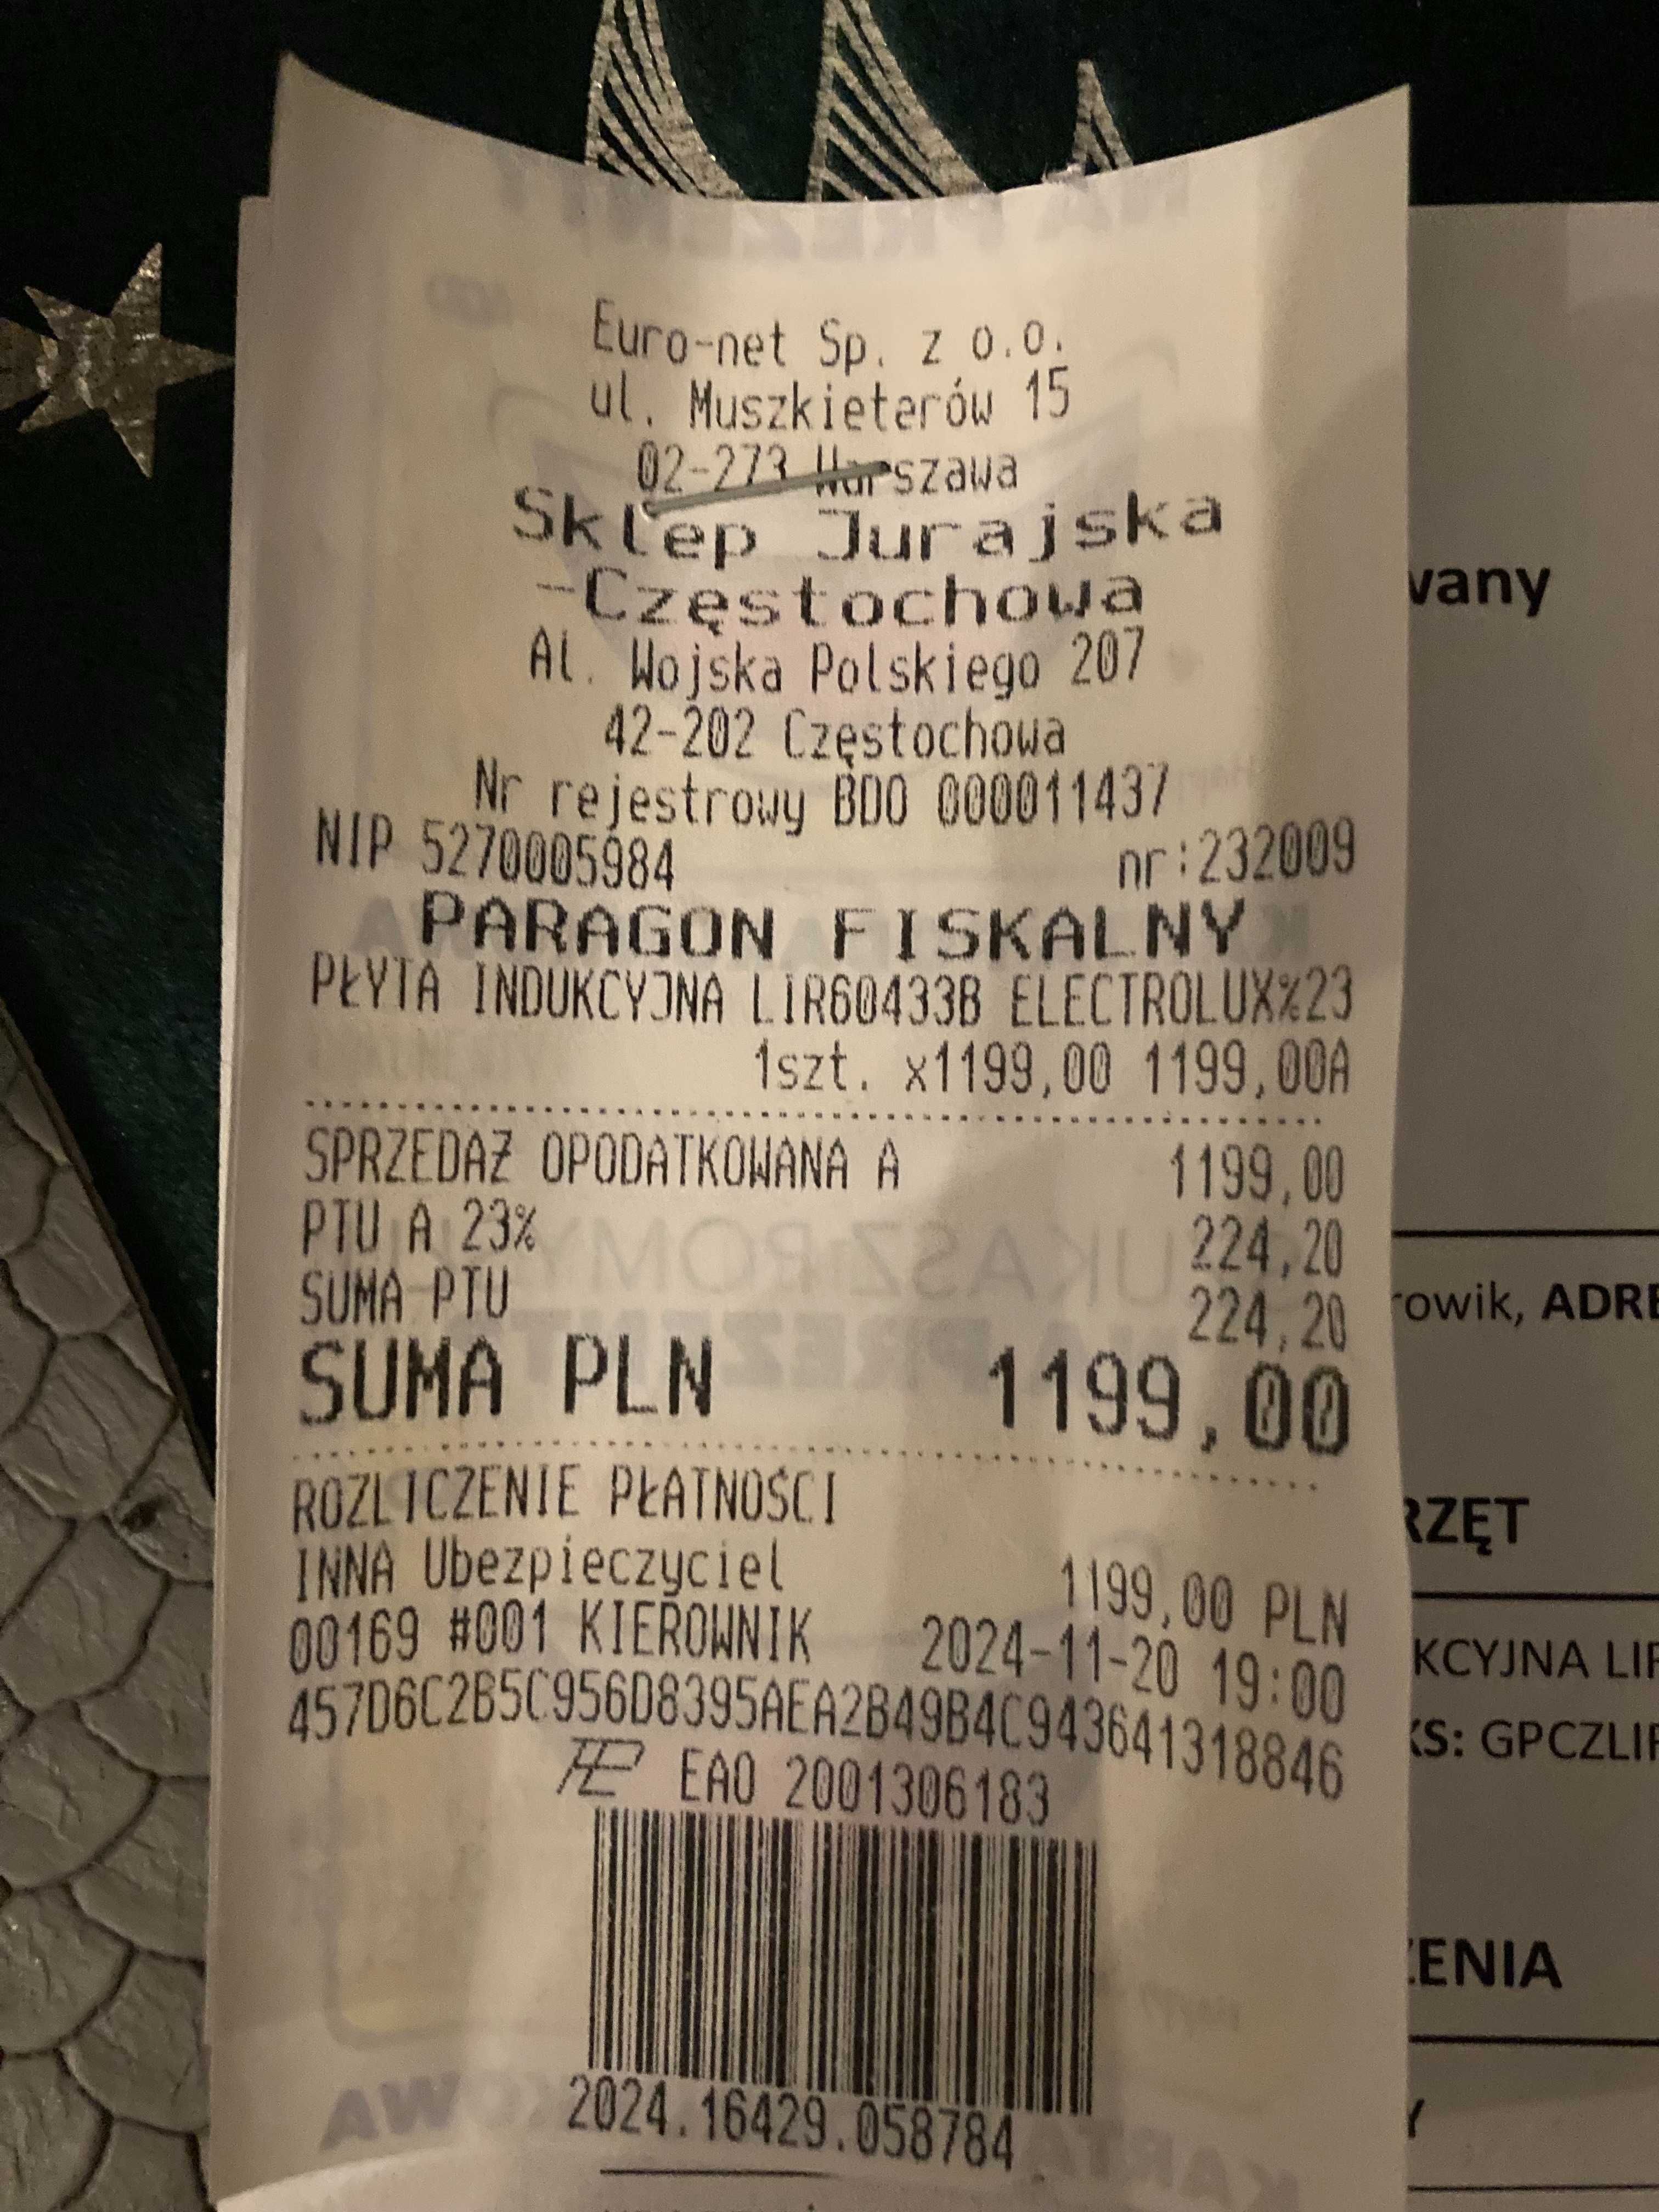 Euro-net Sp. z o.o.
ul. Muszkieterów 15
02-273 Warszawa
Sklep Jurajska
-Częstochowa
Al. Wojska Polskiego 207
42-202 Częstochowa
Nr rejestrowy BDO 000011437
NIP 5270005984 nr:232009
PARAGON FISKALNY
PŁYTA INDUKCYJNA LIR60433B ELECTROLUX%23
1szt. x1199,00 1199,00A
SPRZEDAŻ OPODATKOWANA A 1199,00
PTU A 23% 224,20
SUMA PTU 224,20
SUMA PLN 1199,00
ROZLICZENIE PŁATNOŚCI
INNA Ubezpieczyciel 1199,00 PLN
00169 #001 KIEROWNIK 2024-11-20 19:00
457D6C2B5C956D8395AEA2B49B4C943641318846
EAO 2001306183
2024.16429.058784
wany
rowik, ADRE
RZĘT
KCYJNA LIR
KS: GPCZLIR
ZENIA
Y